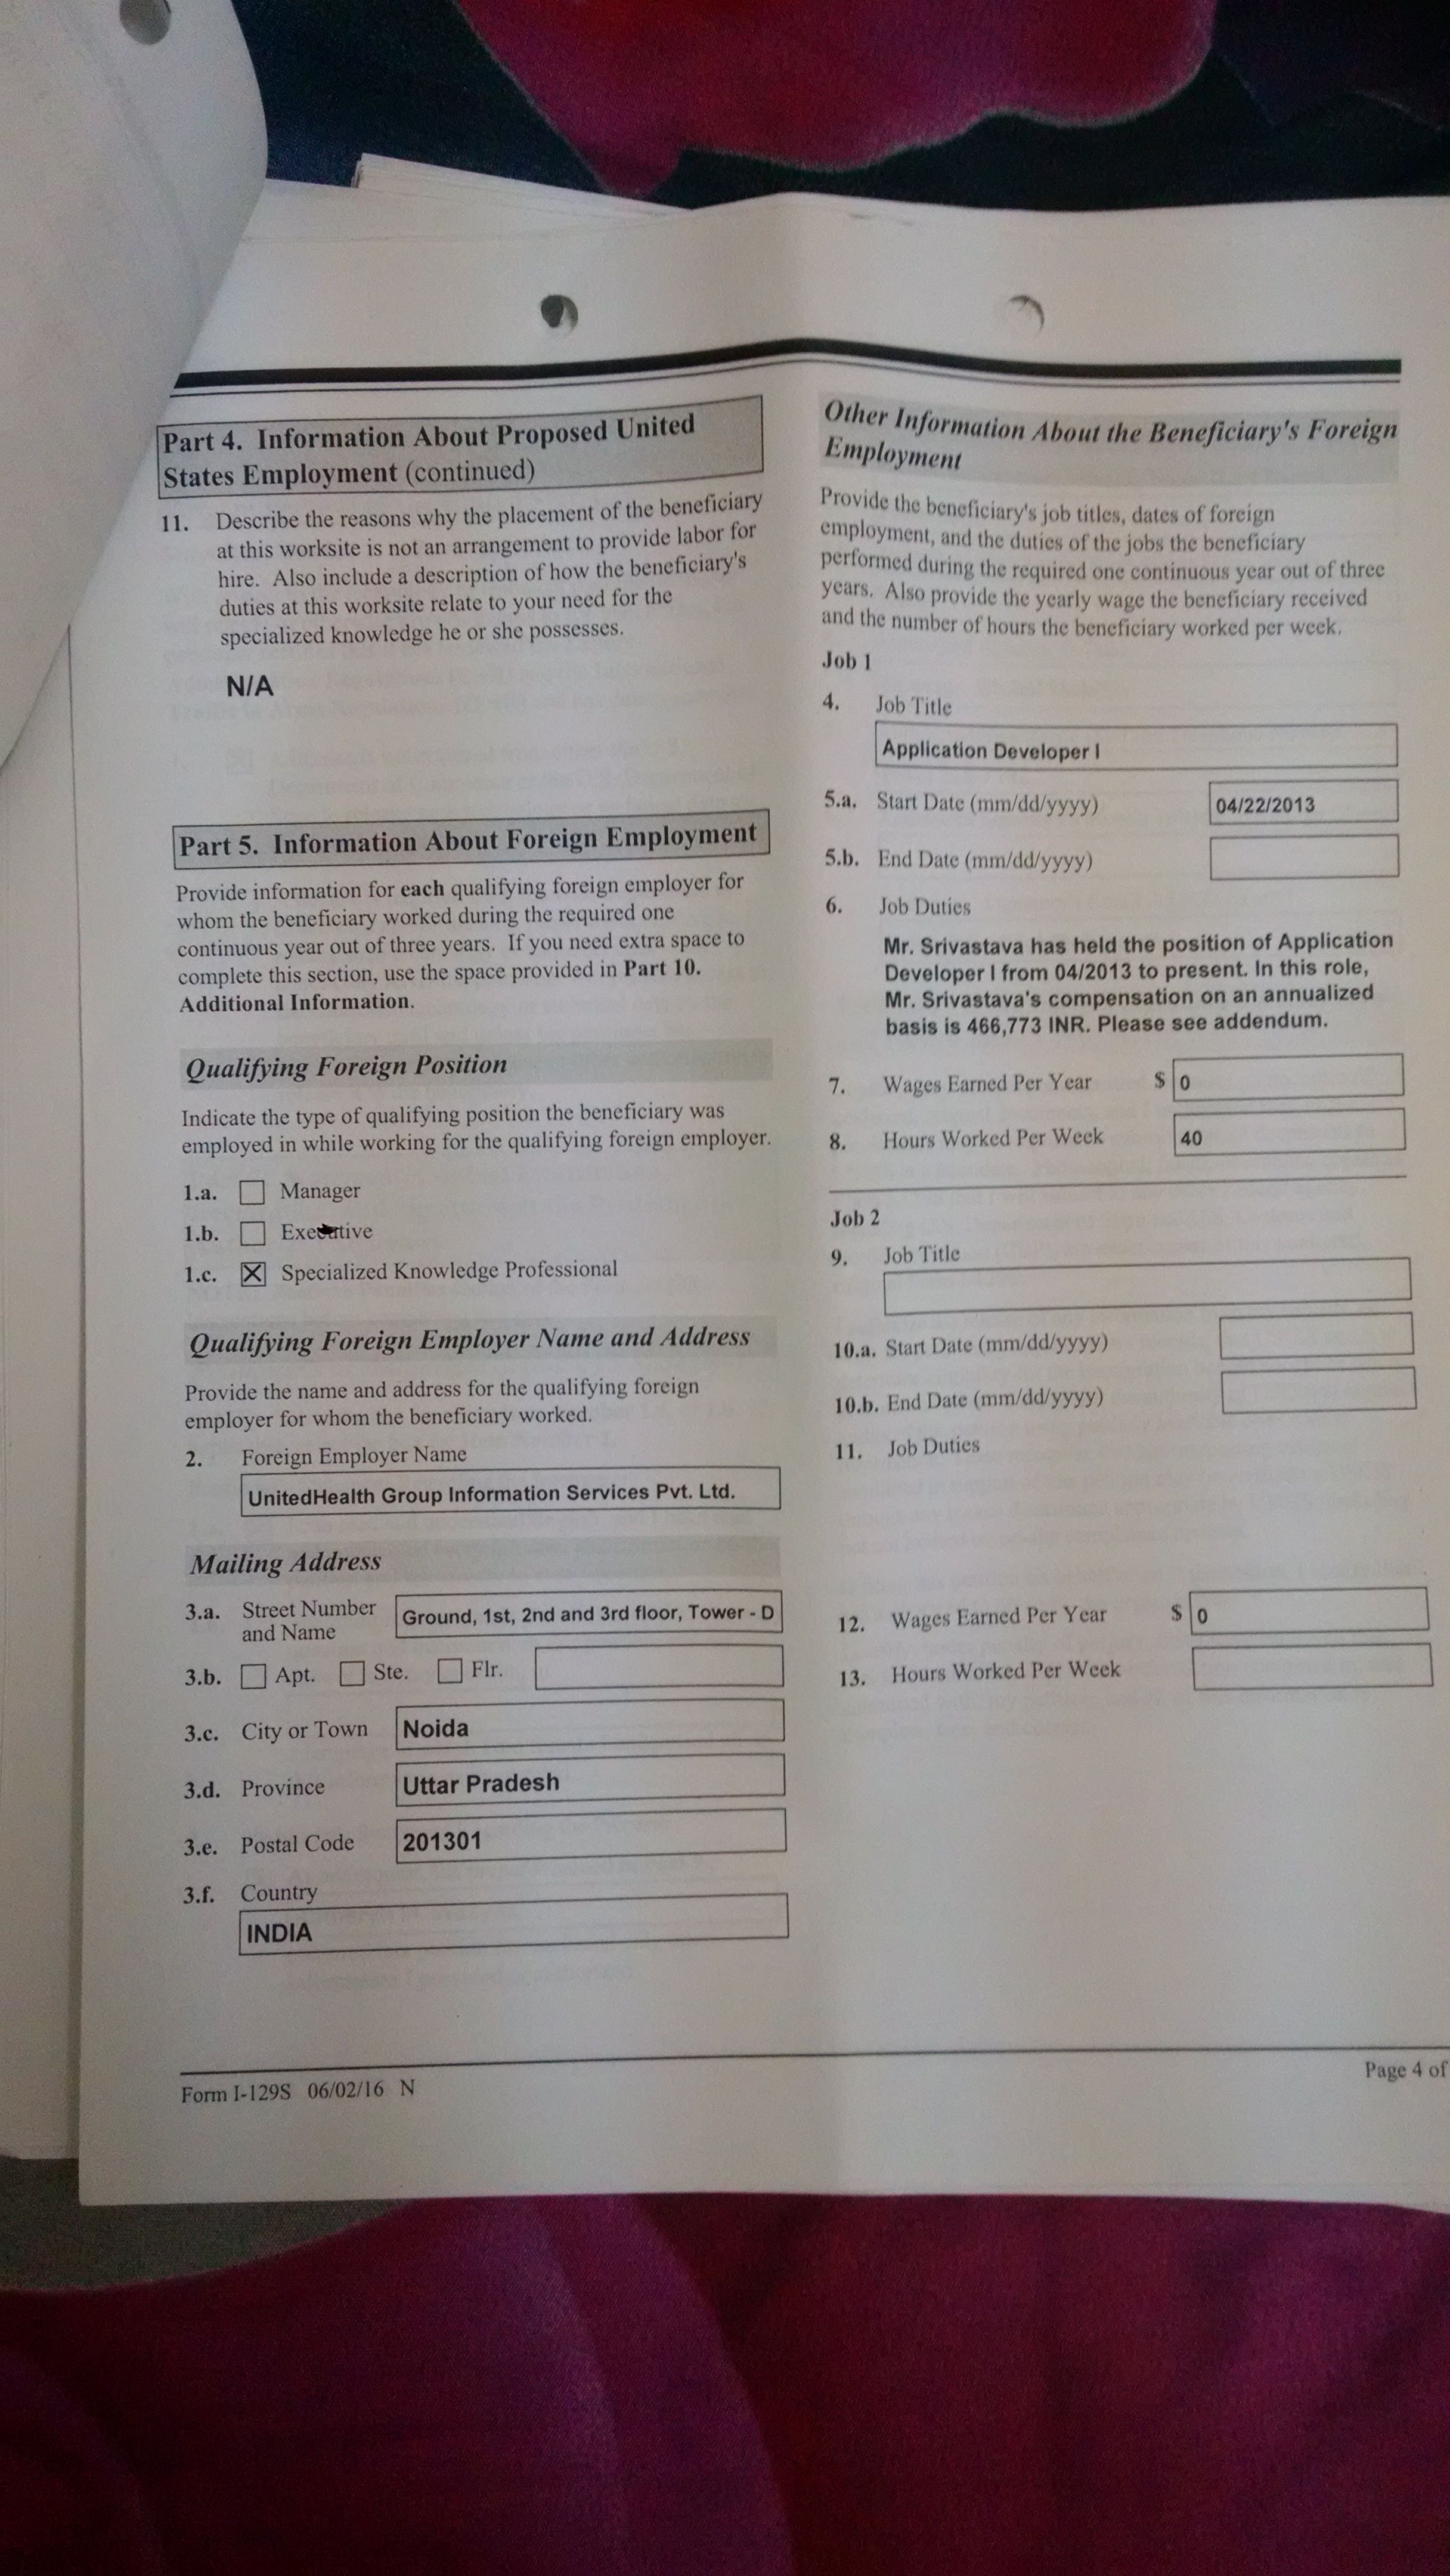 Part 4. Information About Proposed United
States Employment (continued)
11. Describe the reasons why the placement of the beneficiary
at this worksite is not an arrangement to provide labor for
hire. Also include a description of how the beneficiary's
duties at this worksite relate to your need for the
specialized knowledge he or she possesses.
N/A
Part 5. Information About Foreign Employment
Provide information for each qualifying foreign employer for
whom the beneficiary worked during the required one
continuous year out of three years. If you need extra space to
complete this section, use the space provided in Part 10.
Additional Information.
Qualifying Foreign Position
Indicate the type of qualifying position the beneficiary was
employed in while working for the qualifying foreign employer.
1.a. Manager
1.b. Executive
1.c. X Specialized Knowledge Professional
Qualifying Foreign Employer Name and Address
Provide the name and address for the qualifying foreign
employer for whom the beneficiary worked.
2. Foreign Employer Name
UnitedHealth Group Information Services Pvt. Ltd.
Mailing Address
3.a. Street Number
and Name
Ground, 1st, 2nd and 3rd floor, Tower - D
3.b. Apt. Ste. Flr.
3.c. City or Town Noida
3.d. Province Uttar Pradesh
3.e. Postal Code 201301
3.f. Country
INDIA
Other Information About the Beneficiary's Foreign
Employment
Provide the beneficiary's job titles, dates of foreign
employment, and the duties of the jobs the beneficiary
performed during the required one continuous year out of three
years. Also provide the yearly wage the beneficiary received
and the number of hours the beneficiary worked per week.
Job 1
4. Job Title
Application Developer I
5.a. Start Date (mm/dd/yyyy) 04/22/2013
5.b. End Date (mm/dd/yyyy)
6. Job Duties
Mr. Srivastava has held the position of Application
Developer I from 04/2013 to present. In this role,
Mr. Srivastava's compensation on an annualized
basis is 466,773 INR. Please see addendum.
7. Wages Earned Per Year $ 0
8. Hours Worked Per Week 40
Job 2
9. Job Title
10.a. Start Date (mm/dd/yyyy)
10.b. End Date (mm/dd/yyyy)
11. Job Duties
12. Wages Earned Per Year $ 0
13. Hours Worked Per Week
Form I-129S 06/02/16 N
Page 4 of